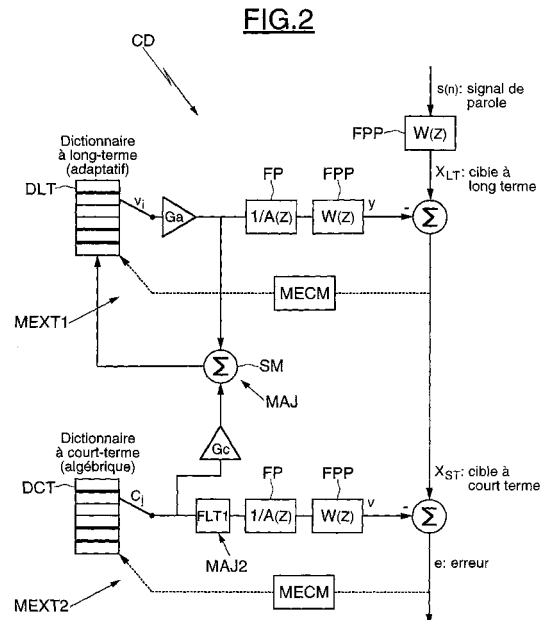 FIG.2
CD
s(n): signal de
parole
FPP
W(Z)
Dictionnaire
à long-terme
(adaptatif)
XLT: cible à
long terme
DLT
vi
Ga
FP
1/A(Z)
FPP
W(Z)
y
-
Σ
MECM
MEXT1
Σ
SM
MAJ
Gc
Dictionnaire
à court-terme
(algébrique)
XST: cible à
court terme
DCT
Cj
FLT1
MAJ2
FP
1/A(Z)
FPP
W(Z)
v
-
Σ
e: erreur
MECM
MEXT2